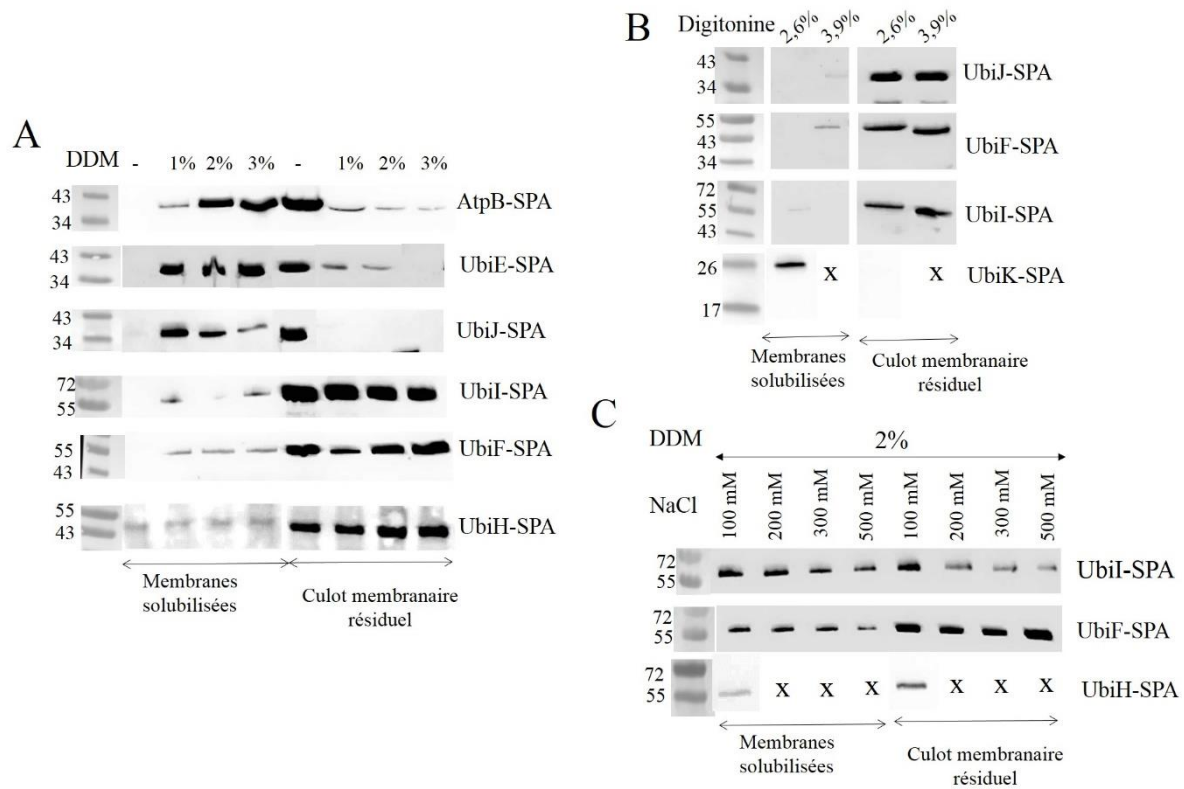 A
DDM - 1% 2% 3% - 1% 2% 3%
43
34
AtpB-SPA
43
34
UbiE-SPA
43
34
UbiJ-SPA
72
55
UbiI-SPA
55
43
UbiF-SPA
55
43
UbiH-SPA
Membranes
solubilisées
Culot membranaire
résiduel
B
Digitonine 2,6% 3,9% 2,6% 3,9%
43
34
UbiJ-SPA
55
43
34
UbiF-SPA
72
55
43
UbiI-SPA
26
17
x x UbiK-SPA
Membranes
solubilisées
Culot membranaire
résiduel
C
DDM 2%
NaCl 100 mM 200 mM 300 mM 500 mM 100 mM 200 mM 300 mM 500 mM
72
55
UbiI-SPA
72
55
UbiF-SPA
72
55
x x x x x x UbiH-SPA
Membranes
solubilisées
Culot membranaire
résiduel